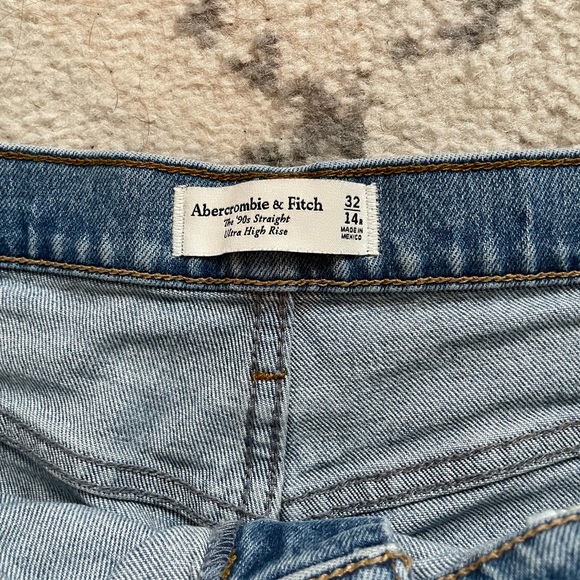 Abercrombie & Fitch
The '90s Straight
Ultra High Rise
32
14R
MADE IN
MEXICO